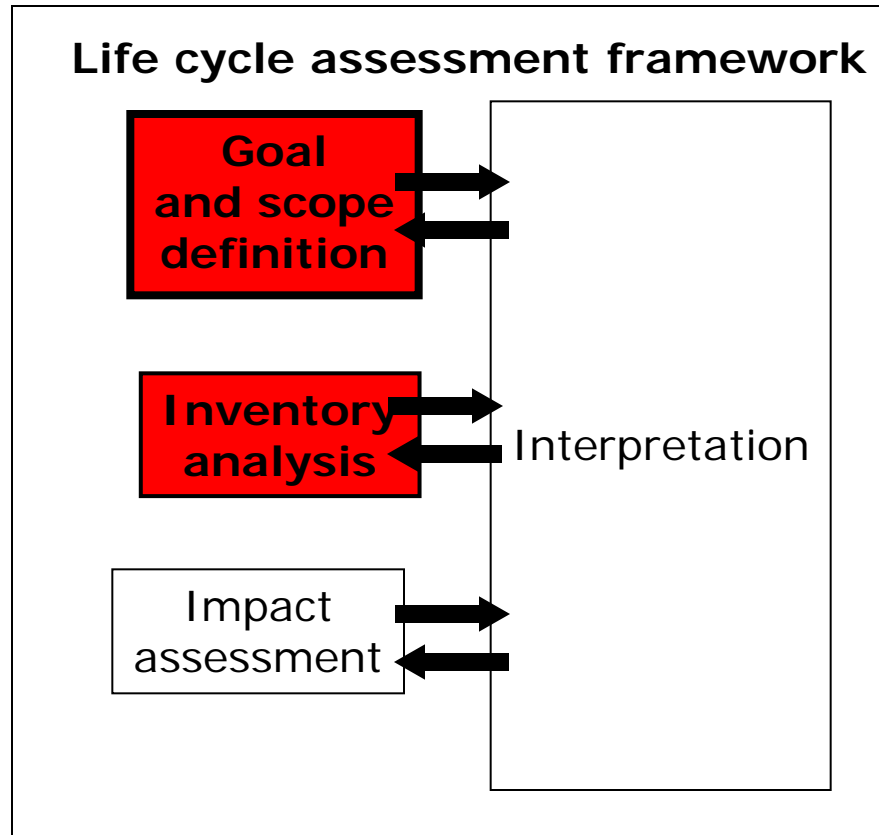 Life cycle assessment framework
Goal
and scope
definition
Inventory
analysis
Interpretation
Impact
assessment